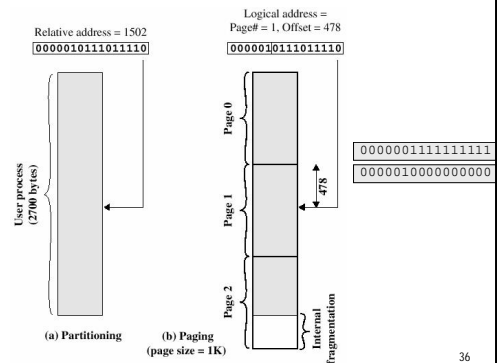 Relative address = 1502
0000010111011110
User process
(2700 bytes)
(a) Partitioning
Logical address =
Page# = 1, Offset = 478
0000010111011110
Page 0
Page 1
Page 2
478
Internal
fragmentation
(b) Paging
(page size = 1K)
0000001111111111
0000010000000000
36